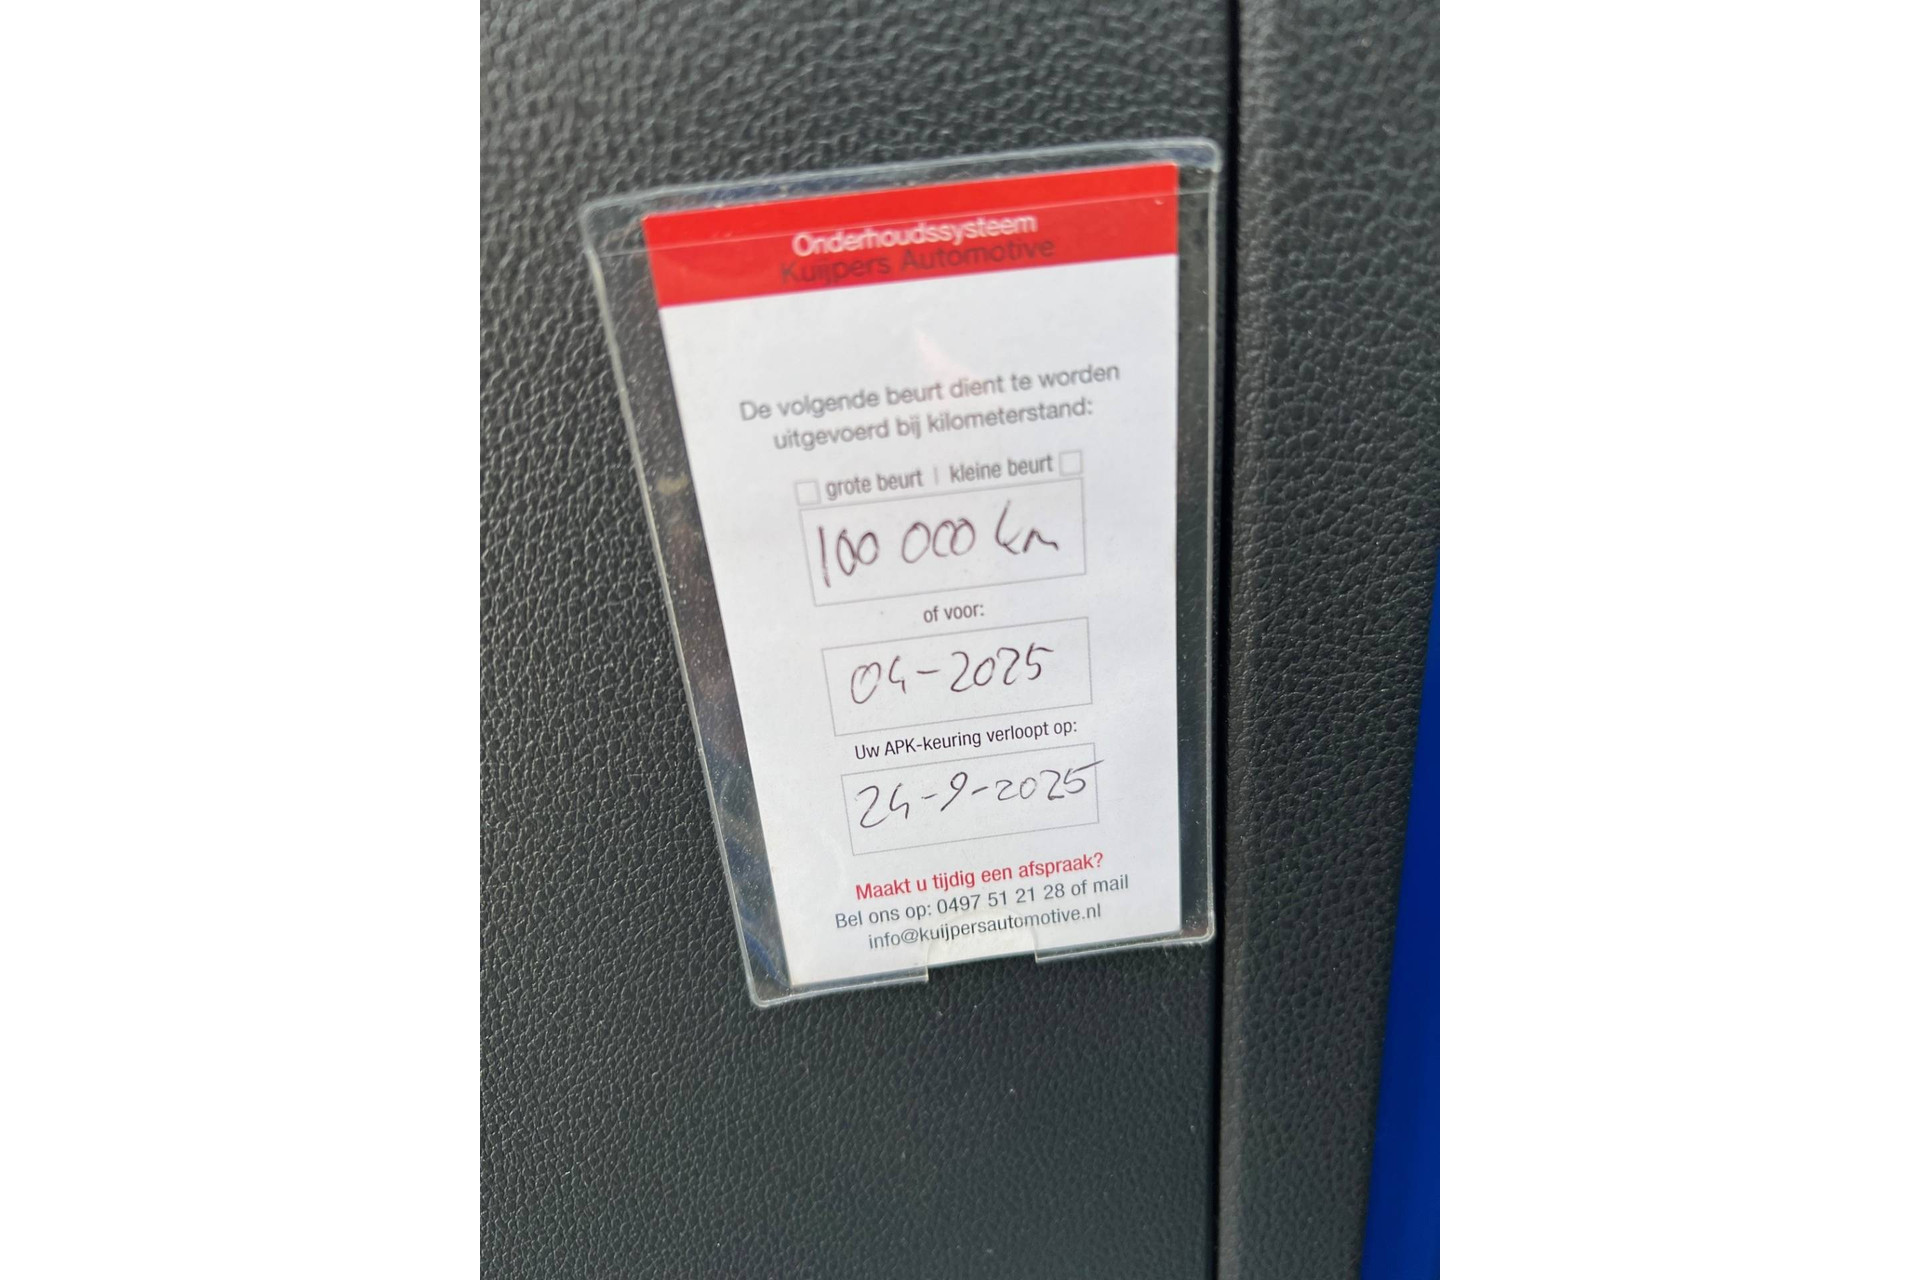 Onderhoudssysteem
Kuijpers Automotive
De volgende beurt dient te worden
uitgevoerd bij kilometerstand:
grote beurt | kleine beurt
100 000 km
of voor:
04-2025
Uw APK-keuring verloopt op:
24-9-2025
Maakt u tijdig een afspraak?
Bel ons op: 0497 51 21 28 of mail
info@kuijpersautomotive.nl